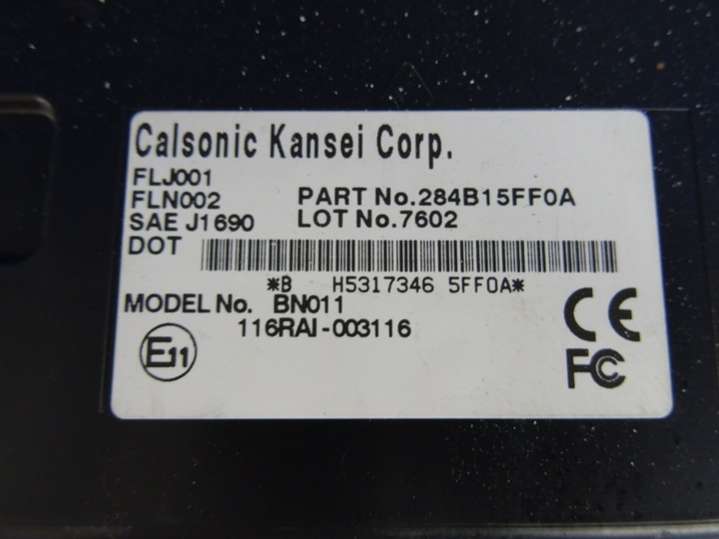 Calsonic Kansei Corp.
FLJ001
FLN002 PART No.284B15FF0A
SAE J1690 LOT No.7602
DOT
*B H5317346 5FF0A*
MODEL No. BN011
116RAI-003116
E11
CE
FC